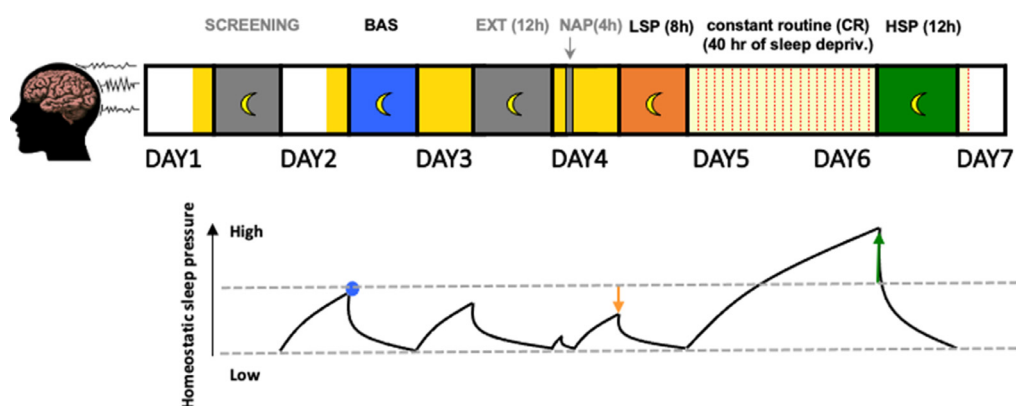 SCREENING BAS EXT (12h) NAP(4h) LSP (8h) constant routine (CR) HSP (12h)
(40 hr of sleep depriv.)
DAY1 DAY2 DAY3 DAY4 DAY5 DAY6 DAY7
Homeostatic sleep pressure
High
Low